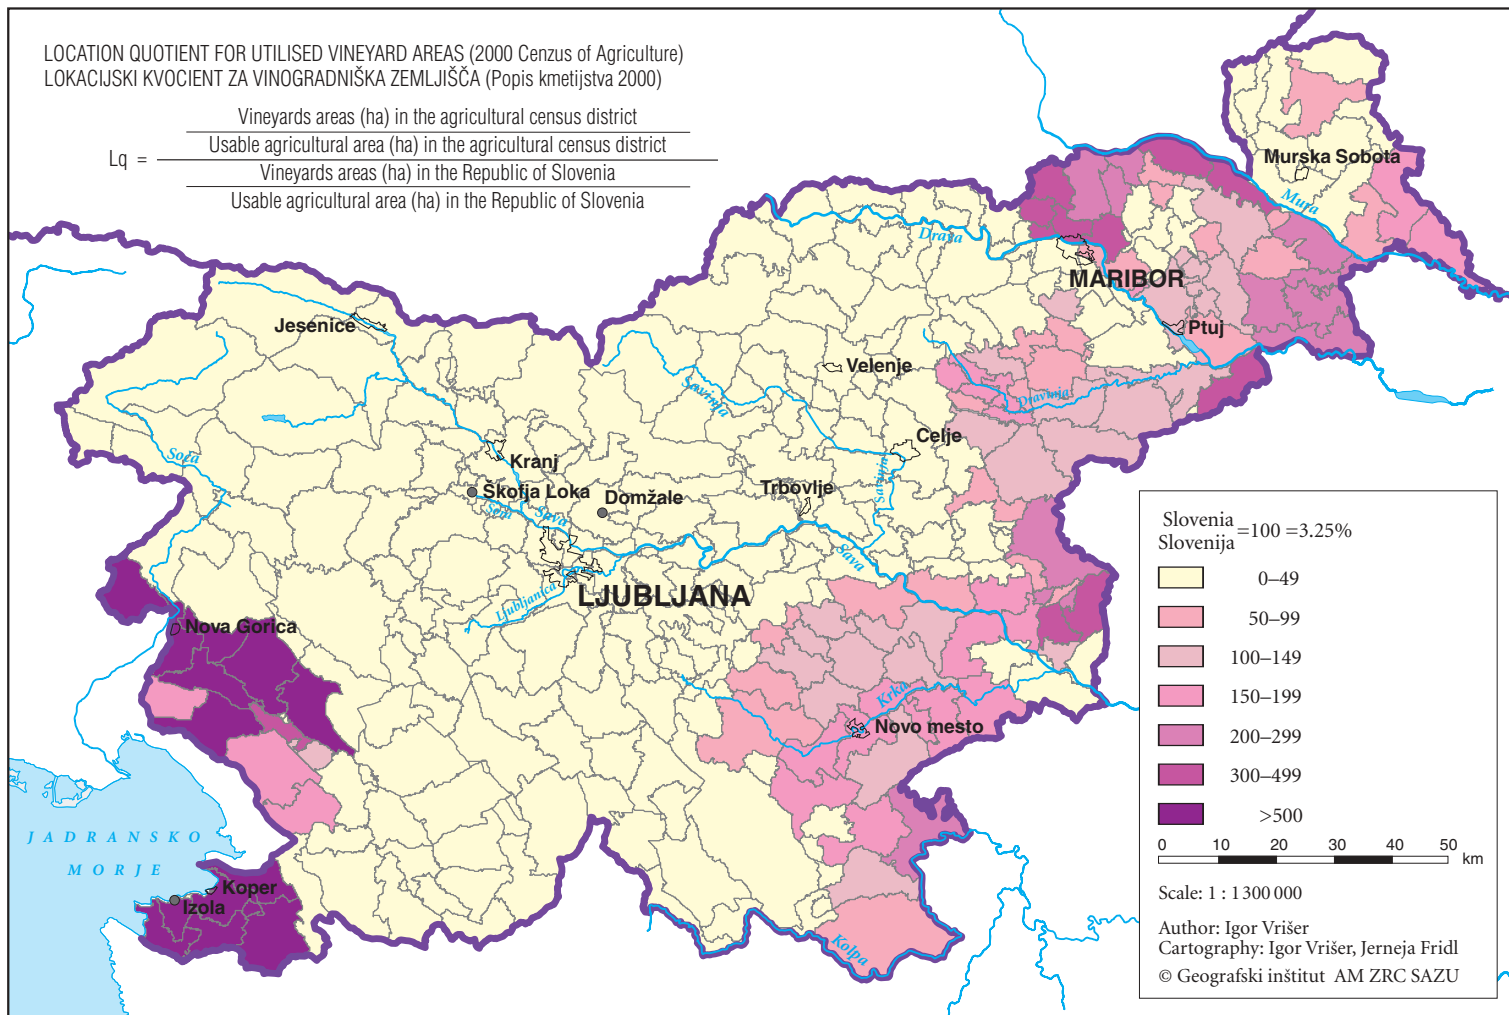 LOCATION QUOTIENT FOR UTILISED VINEYARD AREAS (2000 Cenzus of Agriculture)
LOKACIJSKI KVOCIENT ZA VINOGRADNIŠKA ZEMLJIŠČA (Popis kmetijstva 2000)
Vineyards areas (ha) in the agricultural census district
Usable agricultural area (ha) in the agricultural census district
Lq =
Vineyards areas (ha) in the Republic of Slovenia
Usable agricultural area (ha) in the Republic of Slovenia
Murska Sobota
Mura
Drava
MARIBOR
Jesenice
Ptuj
Velenje
Savinja
Dravinja
Celje
Soča
Kranj
Savinja
Škofja Loka
Domžale
Trbovlje
Sora
Sava
Sava
LJUBLJANA
Ljubljanica
Nova Gorica
Krka
Novo mesto
JADRANSKO
MORJE
Koper
Izola
Kolpa
Slovenia
Slovenija
=100 =3.25%
0–49
50–99
100–149
150–199
200–299
300–499
>500
0 10 20 30 40 50 km
Scale: 1 : 1300 000
Author: Igor Vrišer
Cartography: Igor Vrišer, Jerneja Fridl
© Geografski inštitut AM ZRC SAZU